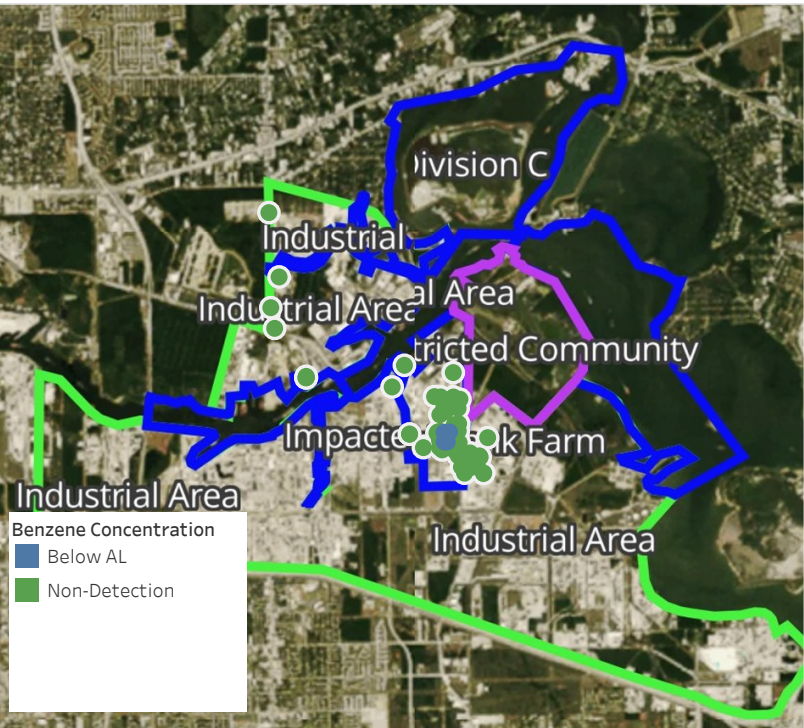 Division C
Industrial
Industrial Area
al Area
tricted Community
Impacte
k Farm
Industrial Area
Industrial Area
Benzene Concentration
Below AL
Non-Detection